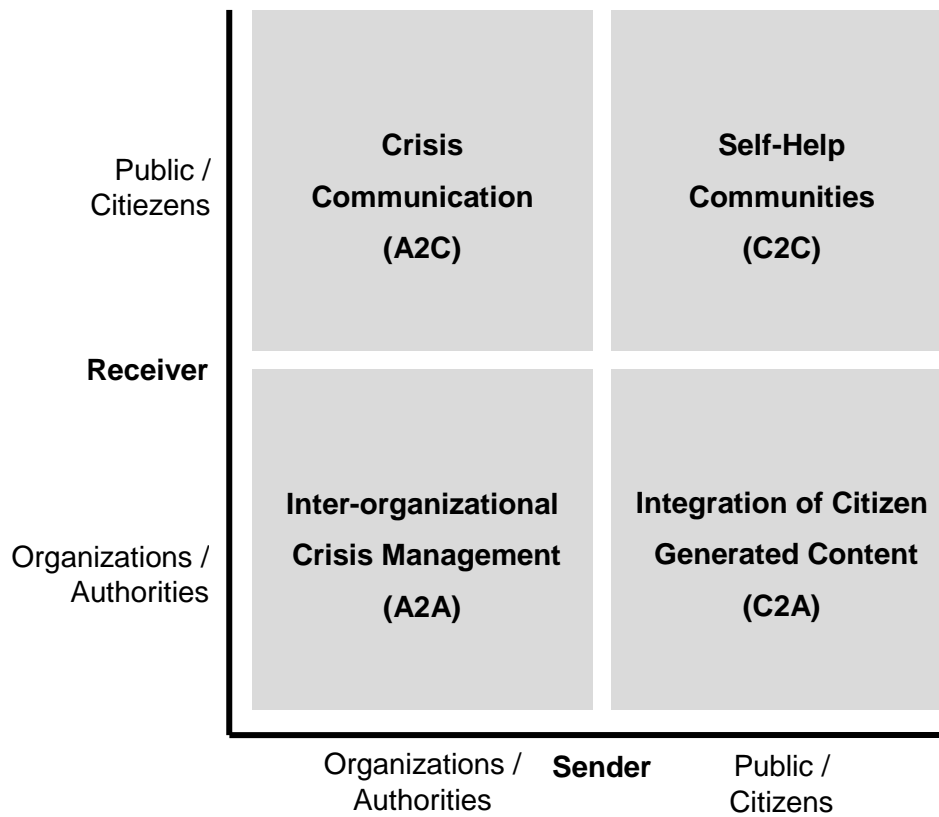 Public /
Citiezens
Crisis
Communication
(A2C)
Self-Help
Communities
(C2C)
Receiver
Organizations /
Authorities
Inter-organizational
Crisis Management
(A2A)
Integration of Citizen
Generated Content
(C2A)
Organizations /
Authorities
Sender
Public /
Citizens